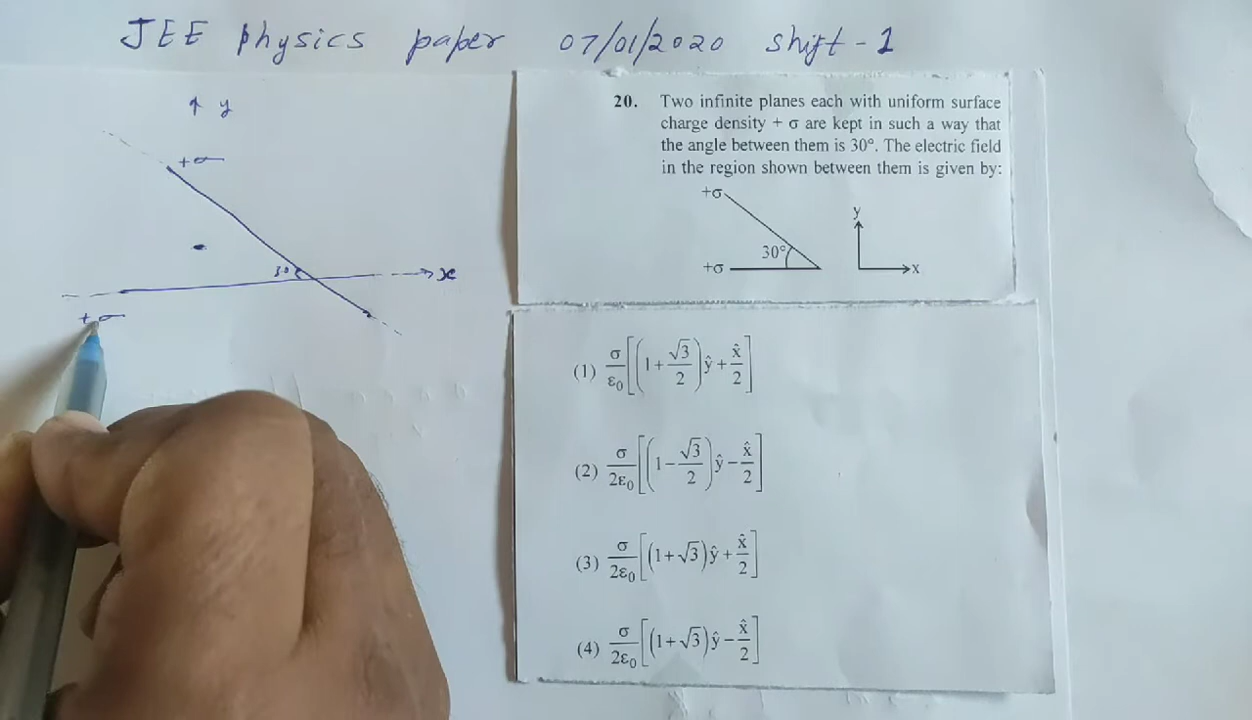 JEE physics paper 07/01/2020 shift-1
y
+σ
30
x
+σ
20. Two infinite planes each with uniform surface
charge density + σ are kept in such a way that
the angle between them is 30°. The electric field
in the region shown between them is given by:
+σ
30°
+σ
y
x
(1) σ/ε₀[(1+√3/2)ŷ+x̂/2]
(2) σ/2ε₀[(1-√3/2)ŷ-x̂/2]
(3) σ/2ε₀[(1+√3)ŷ+x̂/2]
(4) σ/2ε₀[(1+√3)ŷ-x̂/2]